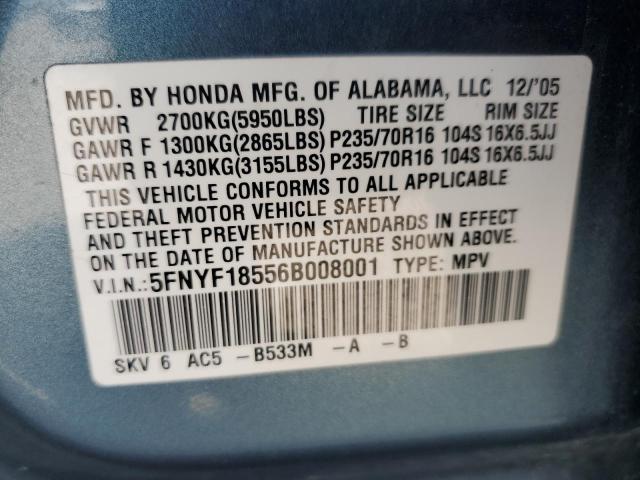 MFD. BY HONDA MFG. OF ALABAMA, LLC 12/'05
GVWR 2700KG(5950LBS) TIRE SIZE RIM SIZE
GAWR F 1300KG(2865LBS) P235/70R16 104S 16X6.5JJ
GAWR R 1430KG(3155LBS) P235/70R16 104S 16X6.5JJ
THIS VEHICLE CONFORMS TO ALL APPLICABLE
FEDERAL MOTOR VEHICLE SAFETY
AND THEFT PREVENTION STANDARDS IN EFFECT
ON THE DATE OF MANUFACTURE SHOWN ABOVE.
V.I.N.: 5FNYF18556B008001 TYPE: MPV
SKV 6 AC5 -B533M -A -B